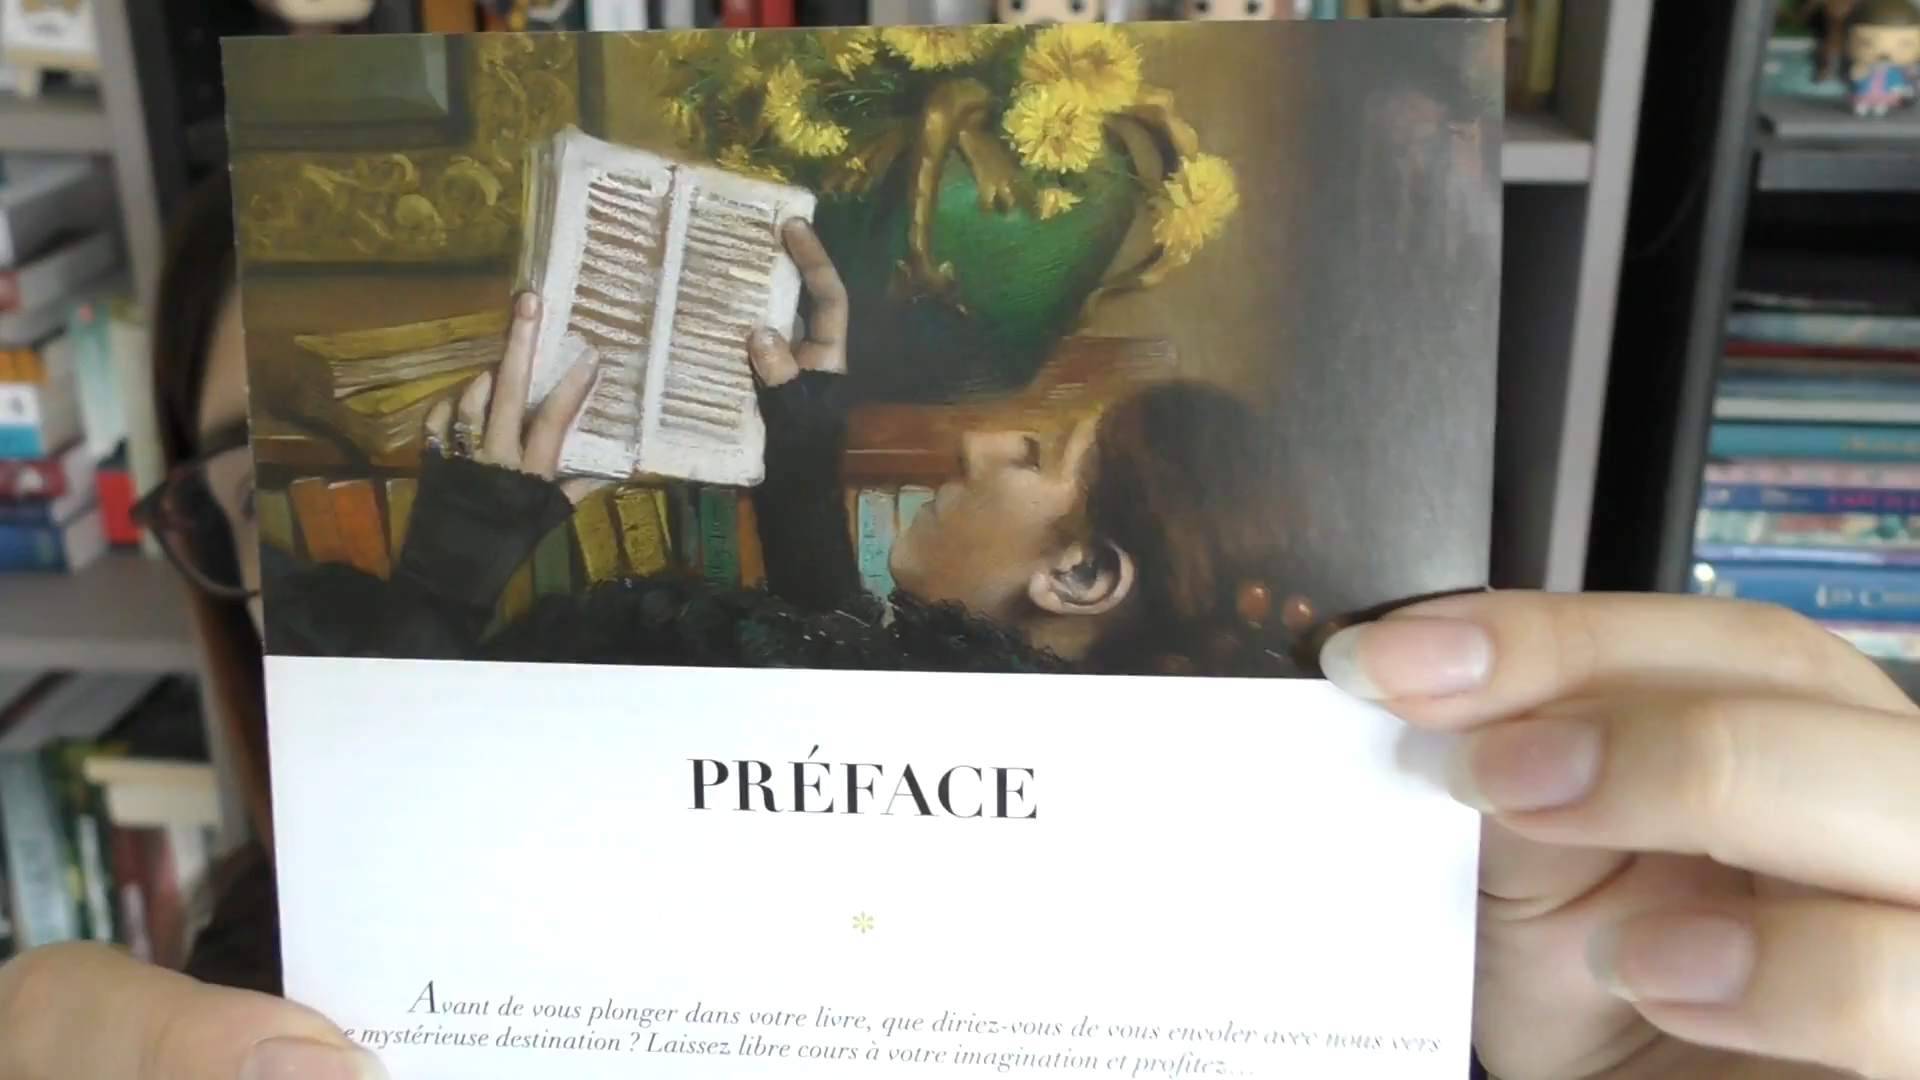 PRÉFACE
*
Avant de vous plonger dans votre livre, que diriez-vous de vous envoler avec nous vers
mystérieuse destination ? Laissez libre cours à votre imagination et profitez...